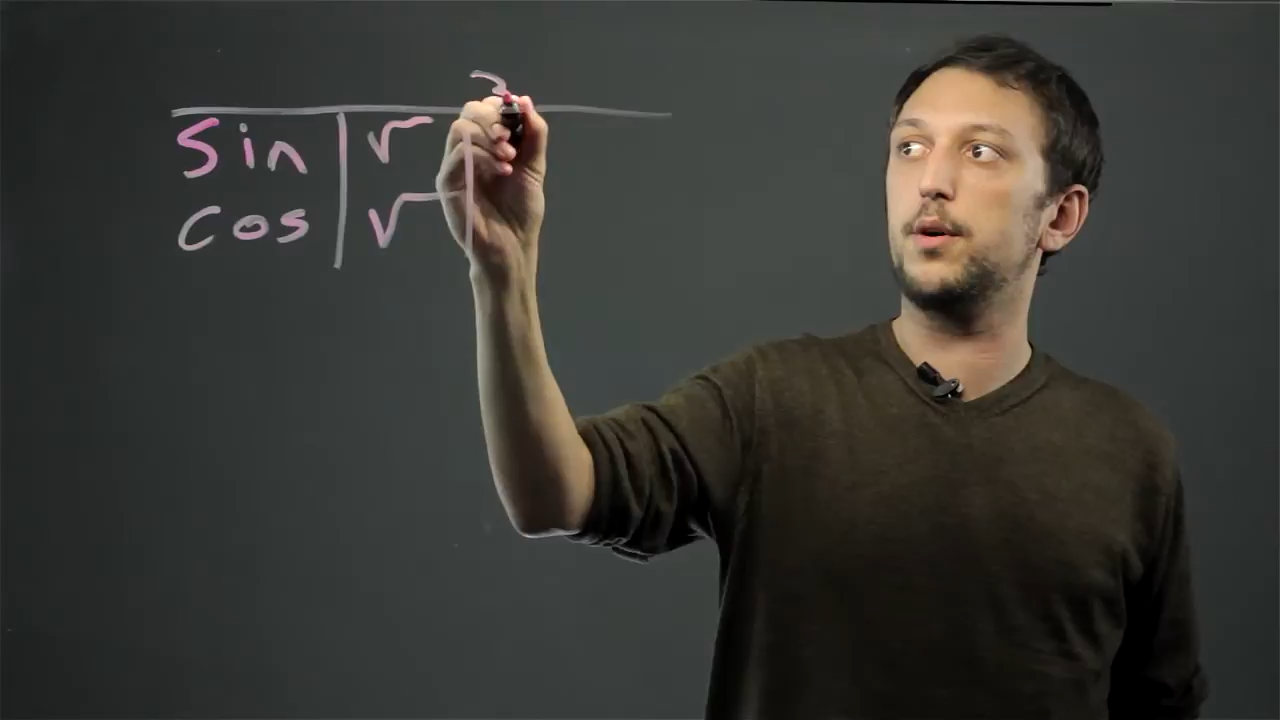 sin √
cos √